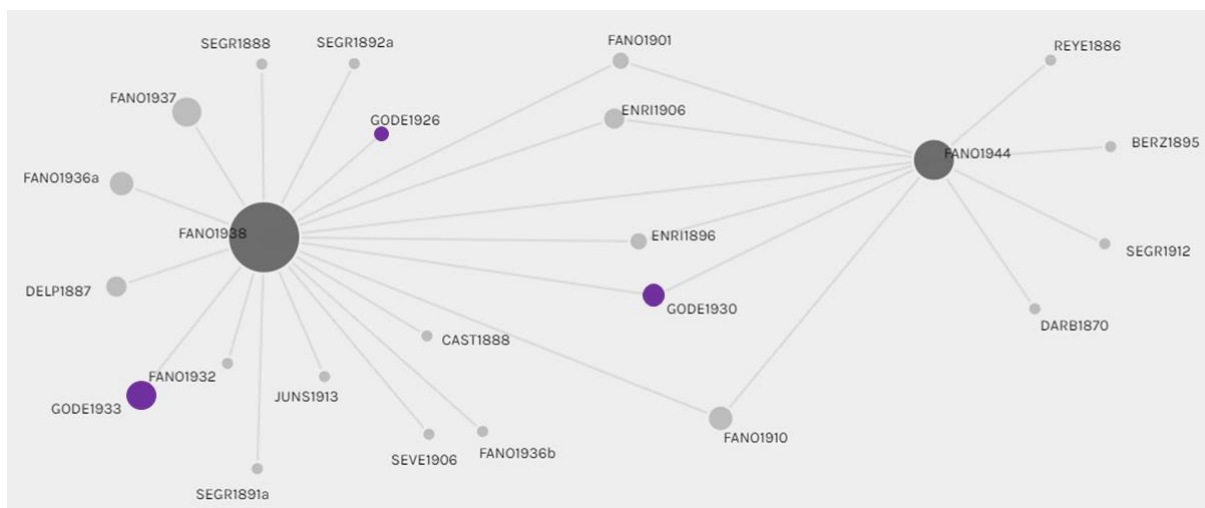 FANO1901
SEGR1888
SEGR1892a
REYE1886
FANO1937
ENRI1906
GODE1926
BERZ1895
FANO1944
FANO1936a
FANO1938
ENRI1896
SEGR1912
DELP1887
GODE1930
DARB1870
CAST1888
FANO1932
JUNS1913
GODE1933
FANO1910
FANO1936b
SEVE1906
SEGR1891a